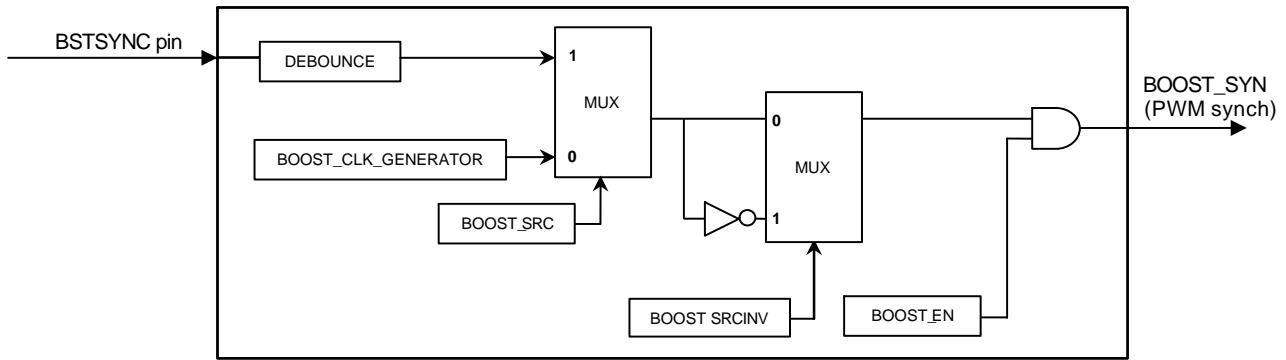 BSTSYNC pin
DEBOUNCE
1
MUX
BOOST_SYN
(PWM synch)
0
BOOST_CLK_GENERATOR
0
MUX
BOOST_SRC
1
BOOST SRCINV
BOOST_EN